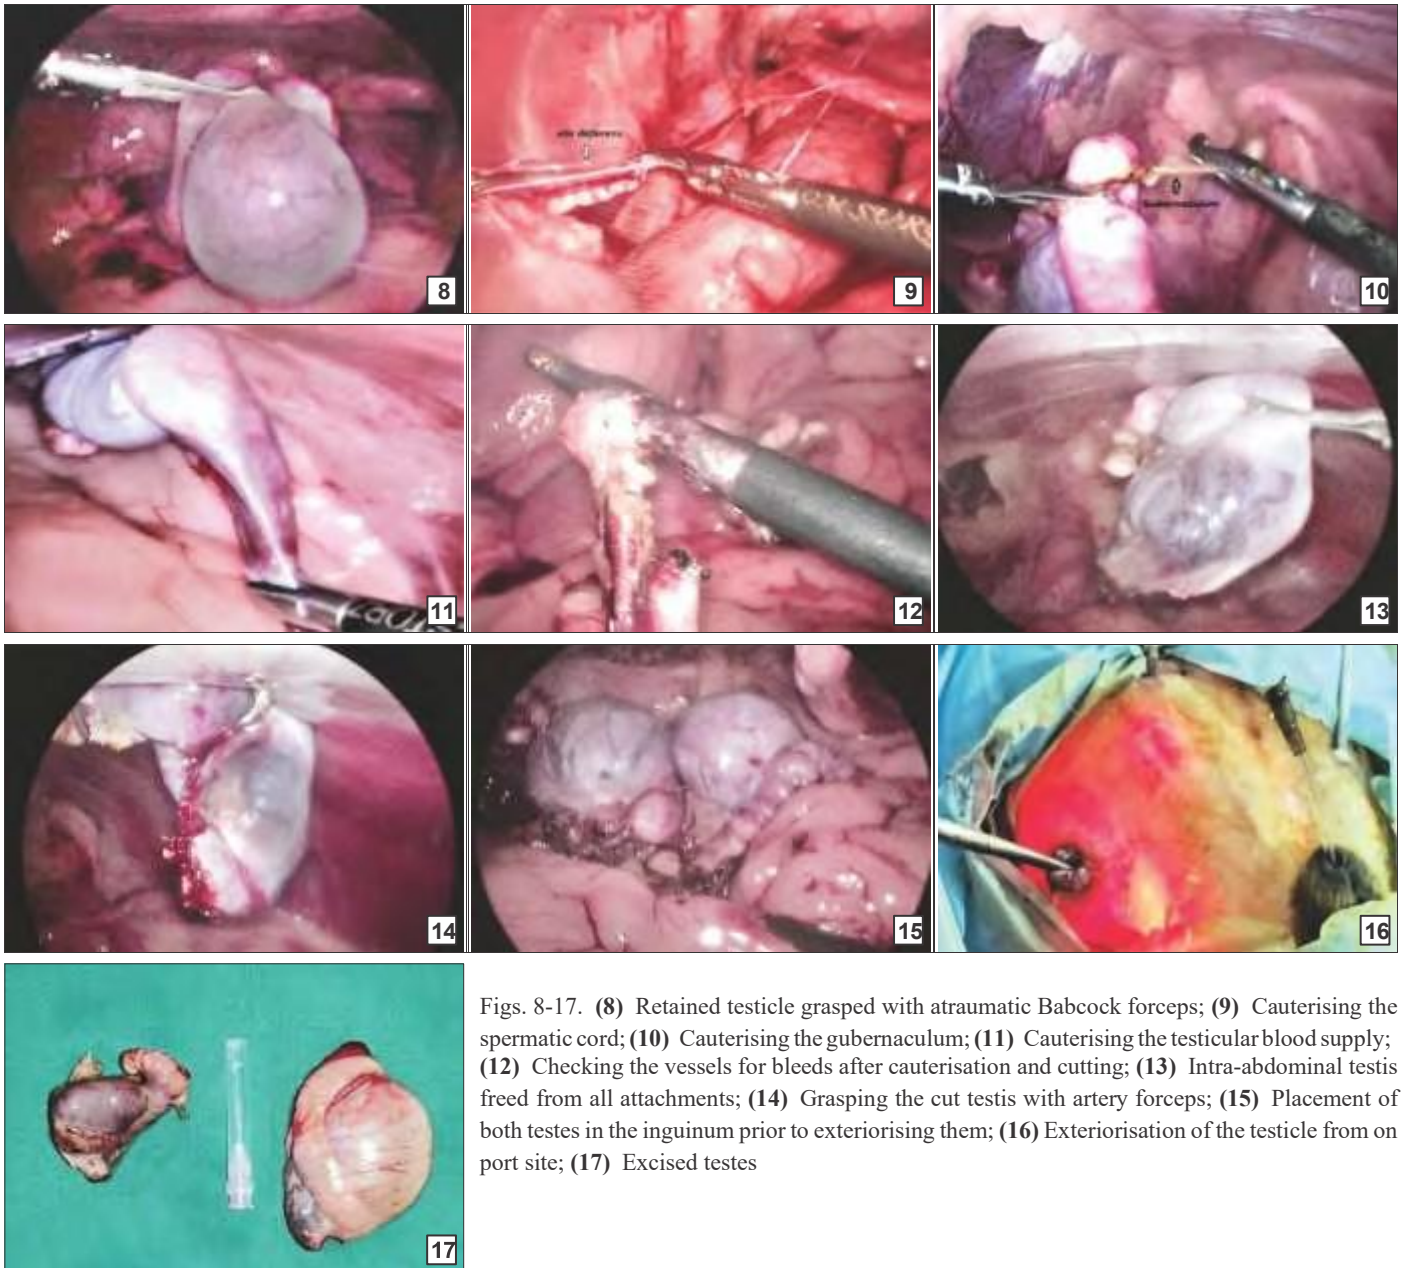 8
9
10
11
12
13
14
15
16
17
Figs. 8-17. (8) Retained testicle grasped with atraumatic Babcock forceps; (9) Cauterising the
spermatic cord; (10) Cauterising the gubernaculum; (11) Cauterising the testicular blood supply;
(12) Checking the vessels for bleeds after cauterisation and cutting; (13) Intra-abdominal testis
freed from all attachments; (14) Grasping the cut testis with artery forceps; (15) Placement of
both testes in the inguinum prior to exteriorising them; (16) Exteriorisation of the testicle from on
port site; (17) Excised testes